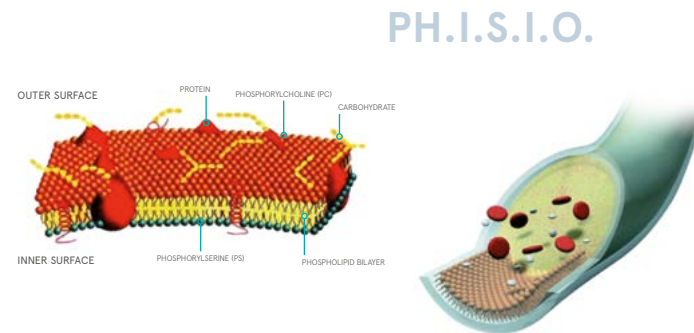 PH.I.S.I.O.
OUTER SURFACE
PROTEIN
PHOSPHORYLCHOLINE (PC)
CARBOHYDRATE
INNER SURFACE
PHOSPHORYLSERINE (PS)
PHOSPHOLIPID BILAYER